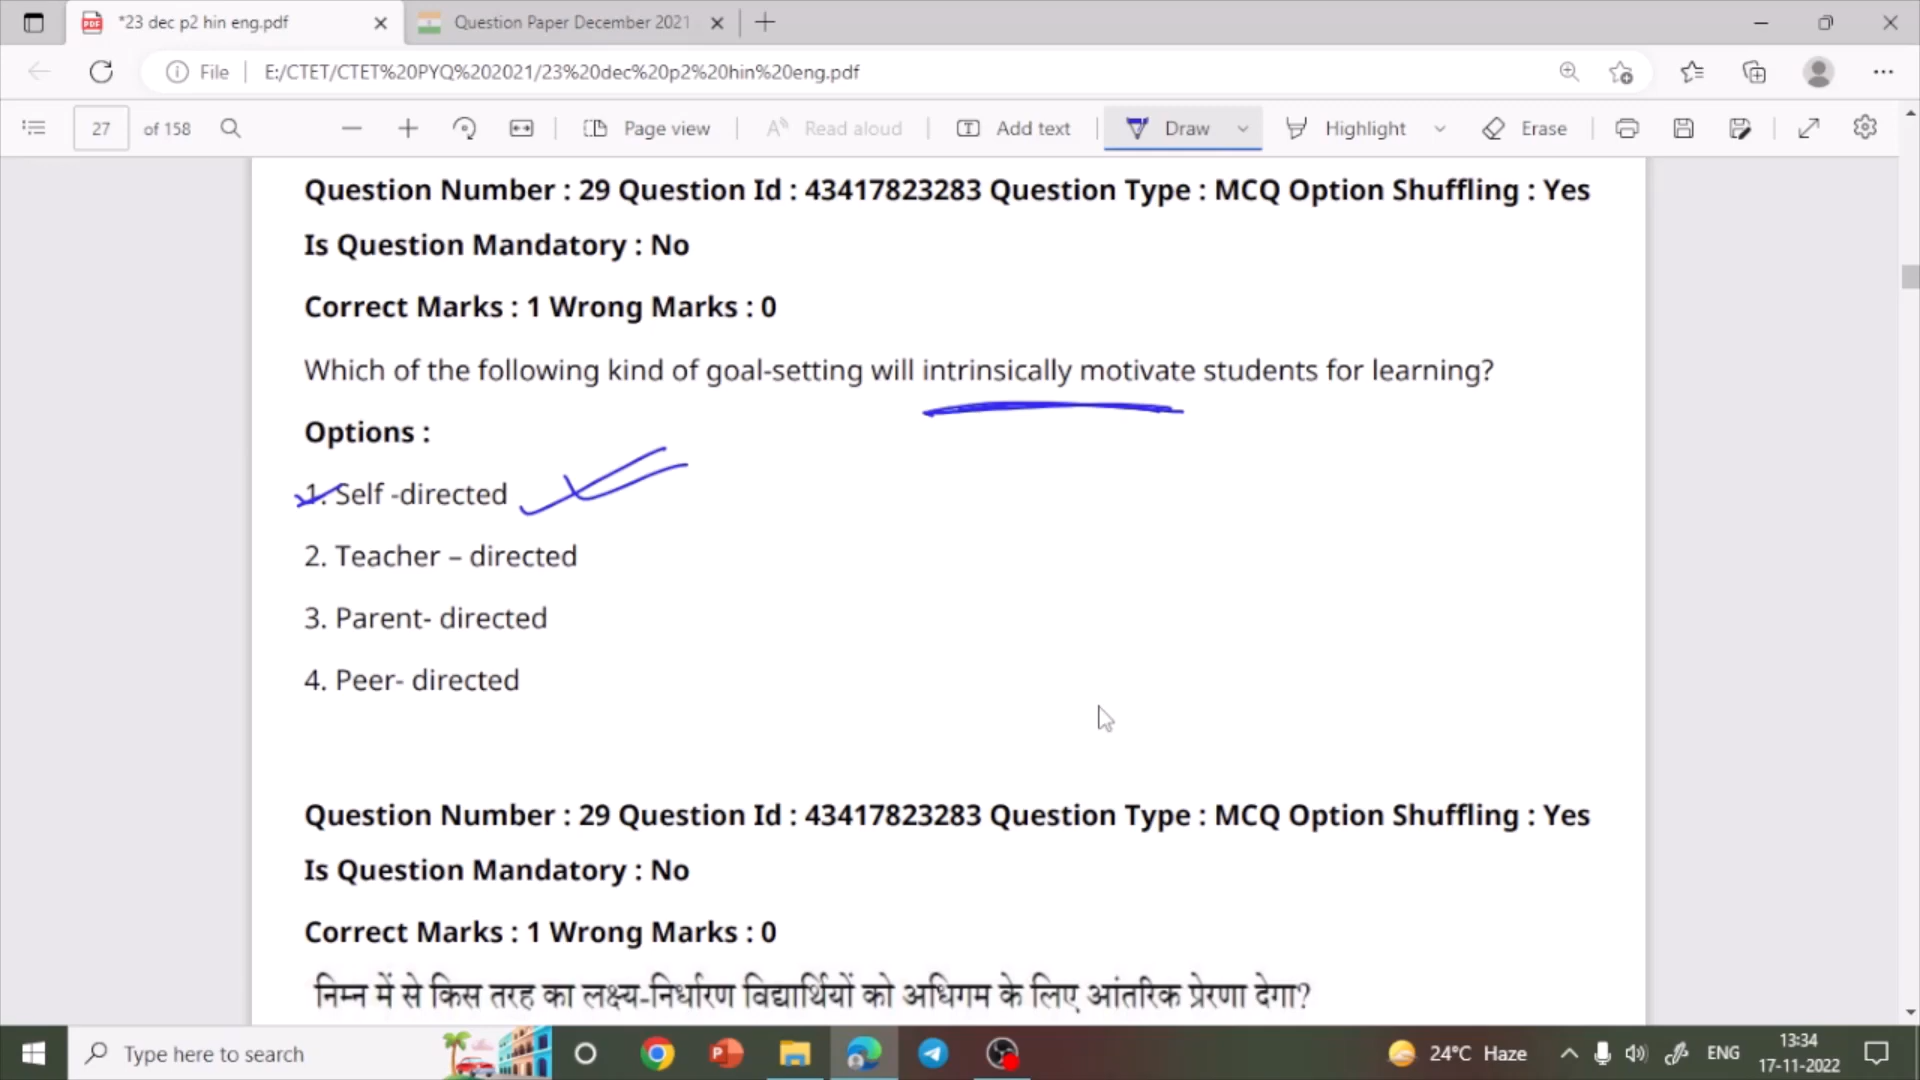 *23 dec p2 hin eng.pdf
Question Paper December 2021
File
E:/CTET/CTET%20PYQ%202021/23%20dec%20p2%20hin%20eng.pdf
27 of 158
Page view
Read aloud
Add text
Draw
Highlight
Erase
Question Number : 29 Question Id : 43417823283 Question Type : MCQ Option Shuffling : Yes
Is Question Mandatory : No
Correct Marks : 1 Wrong Marks : 0
Which of the following kind of goal-setting will intrinsically motivate students for learning?
Options :
1. Self -directed
2. Teacher – directed
3. Parent- directed
4. Peer- directed
Question Number : 29 Question Id : 43417823283 Question Type : MCQ Option Shuffling : Yes
Is Question Mandatory : No
Correct Marks : 1 Wrong Marks : 0
निम्न में से किस तरह का लक्ष्य-निर्धारण विद्यार्थियों को अधिगम के लिए आंतरिक प्रेरणा देगा?
Type here to search
24°C Haze
ENG
13:34
17-11-2022